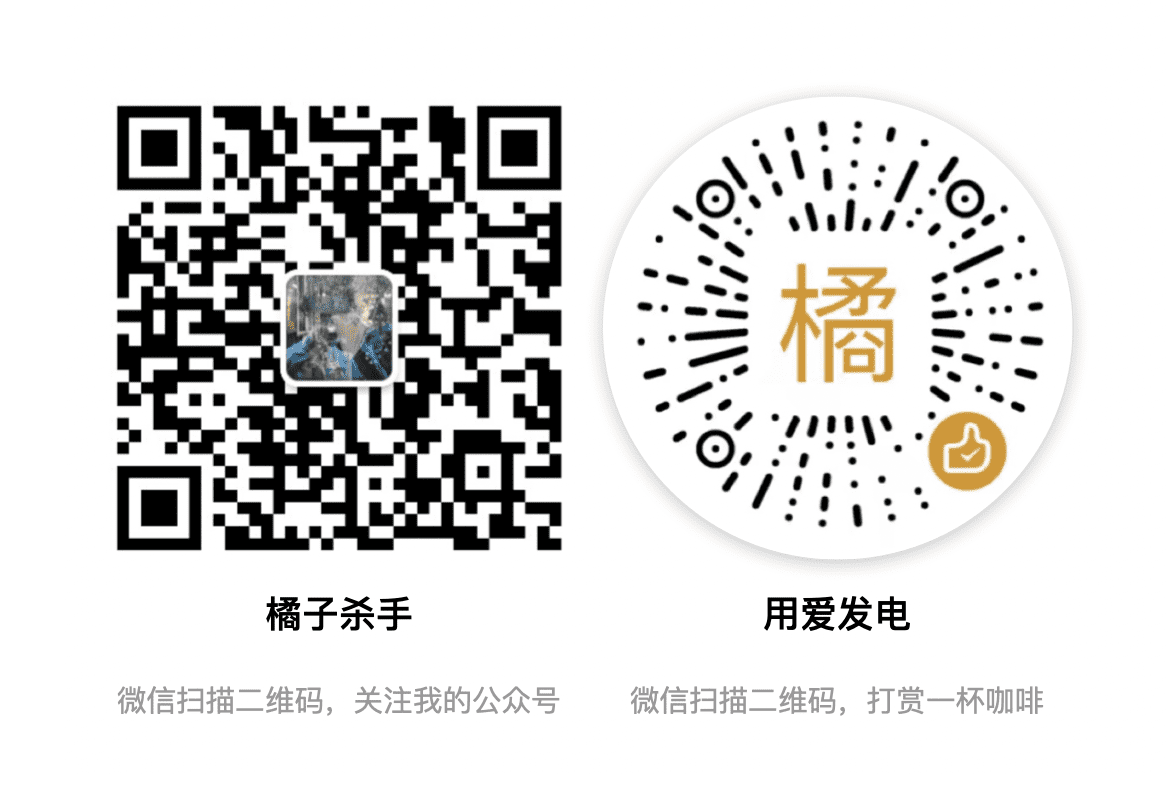 橘
橘子杀手
用爱发电
微信扫描二维码，关注我的公众号
微信扫描二维码，打赏一杯咖啡